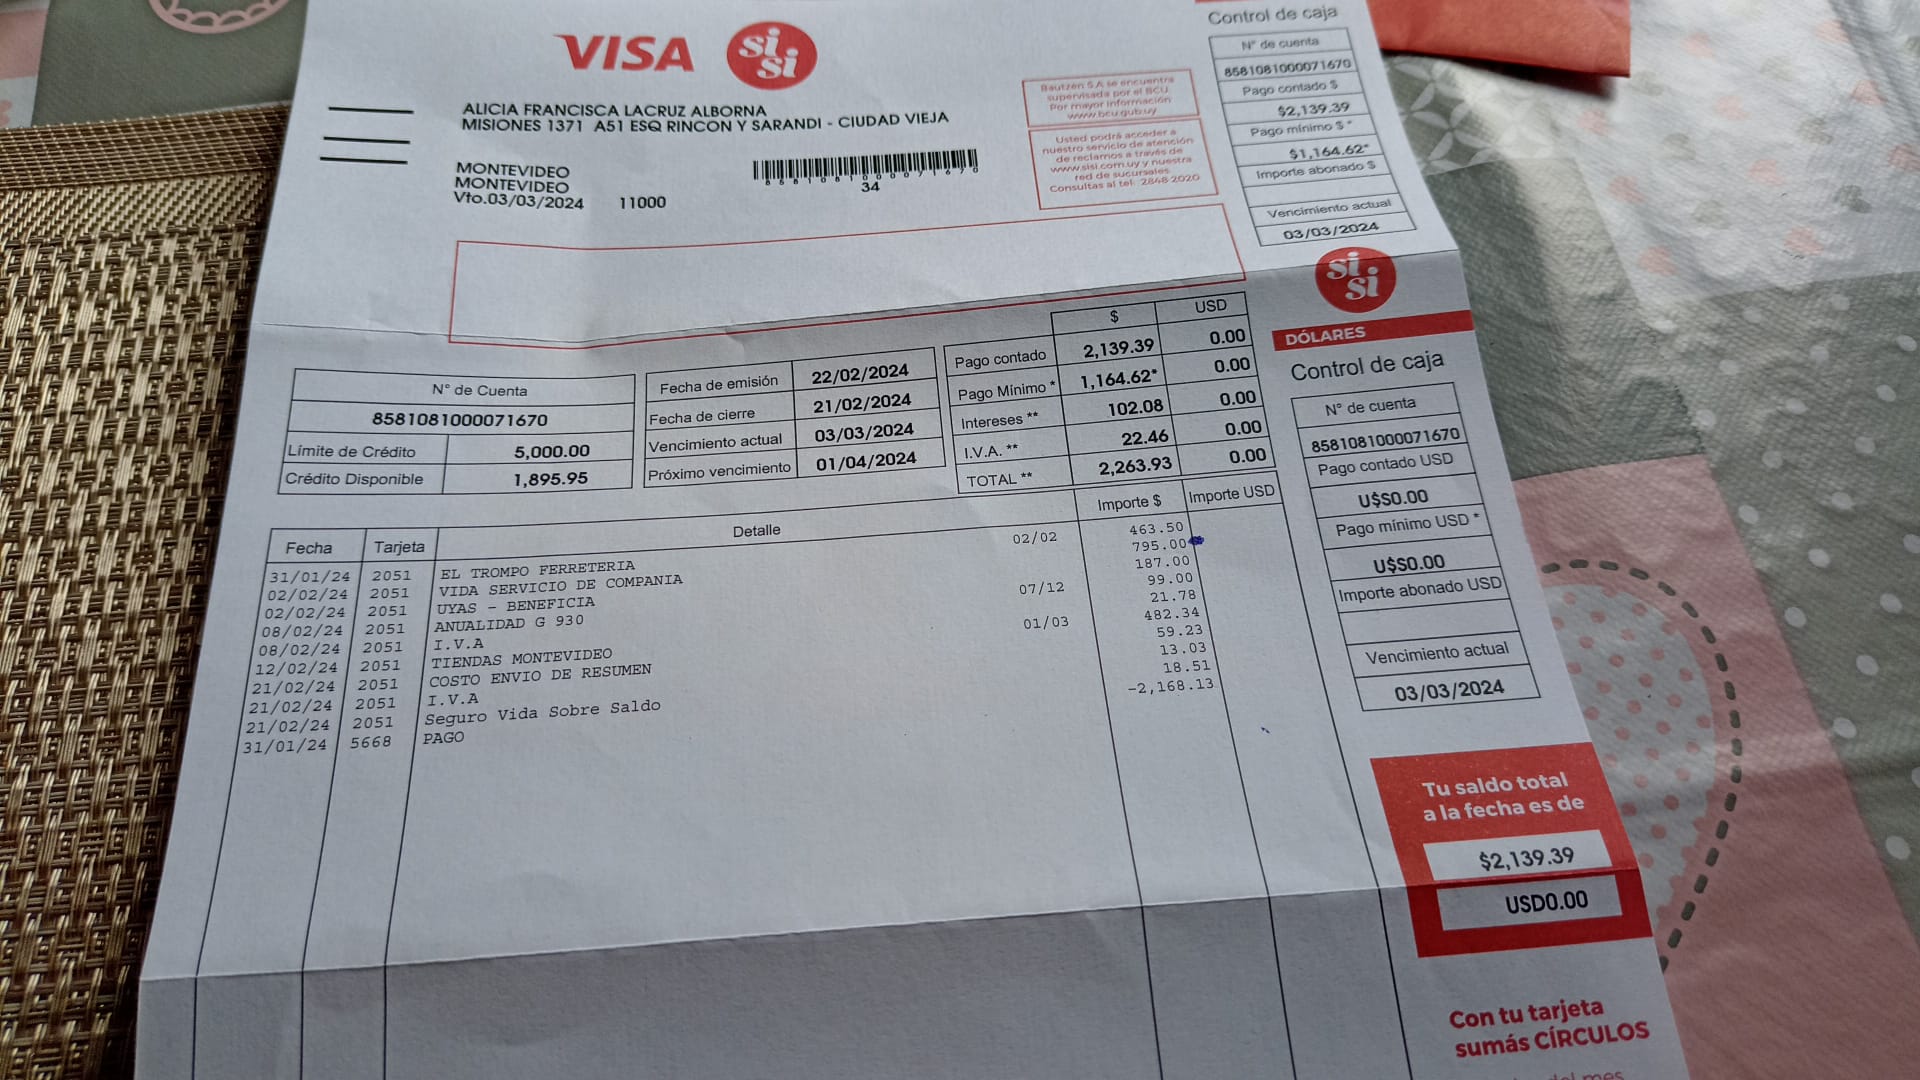 VISA
si
si
ALICIA FRANCISCA LACRUZ ALBORNA
MISIONES 1371 A51 ESQ RINCON Y SARANDI - CIUDAD VIEJA
MONTEVIDEO
MONTEVIDEO
Vto.03/03/2024 11000
8581081000071670
34
Bautzen S.A se encuentra
supervisada por el BCU.
Por mayor información
www.bcu.gub.uy
Usted podrá acceder a
nuestro servicio de atención
de reclamos a través de
www.sisi.com.uy y nuestra
red de sucursales.
Consultas al tel: 2848 2020
Control de caja
N° de cuenta
8581081000071670
Pago contado $
$2,139.39
Pago mínimo $ *
$1,164.62*
Importe abonado $
Vencimiento actual
03/03/2024
N° de Cuenta
8581081000071670
Límite de Crédito 5,000.00
Crédito Disponible 1,895.95
Fecha de emisión 22/02/2024
Fecha de cierre 21/02/2024
Vencimiento actual 03/03/2024
Próximo vencimiento 01/04/2024
$ USD
Pago contado 2,139.39 0.00
Pago Mínimo * 1,164.62* 0.00
Intereses ** 102.08 0.00
I.V.A. ** 22.46 0.00
TOTAL ** 2,263.93 0.00
Fecha Tarjeta Detalle Importe $ Importe USD
31/01/24 2051 EL TROMPO FERRETERIA 02/02 463.50
02/02/24 2051 VIDA SERVICIO DE COMPANIA 795.00
02/02/24 2051 UYAS - BENEFICIA 187.00
08/02/24 2051 ANUALIDAD G 930 07/12 99.00
08/02/24 2051 I.V.A 21.78
12/02/24 2051 TIENDAS MONTEVIDEO 01/03 482.34
21/02/24 2051 COSTO ENVIO DE RESUMEN 59.23
21/02/24 2051 I.V.A 13.03
21/02/24 2051 Seguro Vida Sobre Saldo 18.51
31/01/24 5668 PAGO -2,168.13
si
si
DÓLARES
Control de caja
N° de cuenta
8581081000071670
Pago contado USD
U$S0.00
Pago mínimo USD *
U$S0.00
Importe abonado USD
Vencimiento actual
03/03/2024
Tu saldo total
a la fecha es de
$2,139.39
USD0.00
Con tu tarjeta
sumás CÍRCULOS
del mes